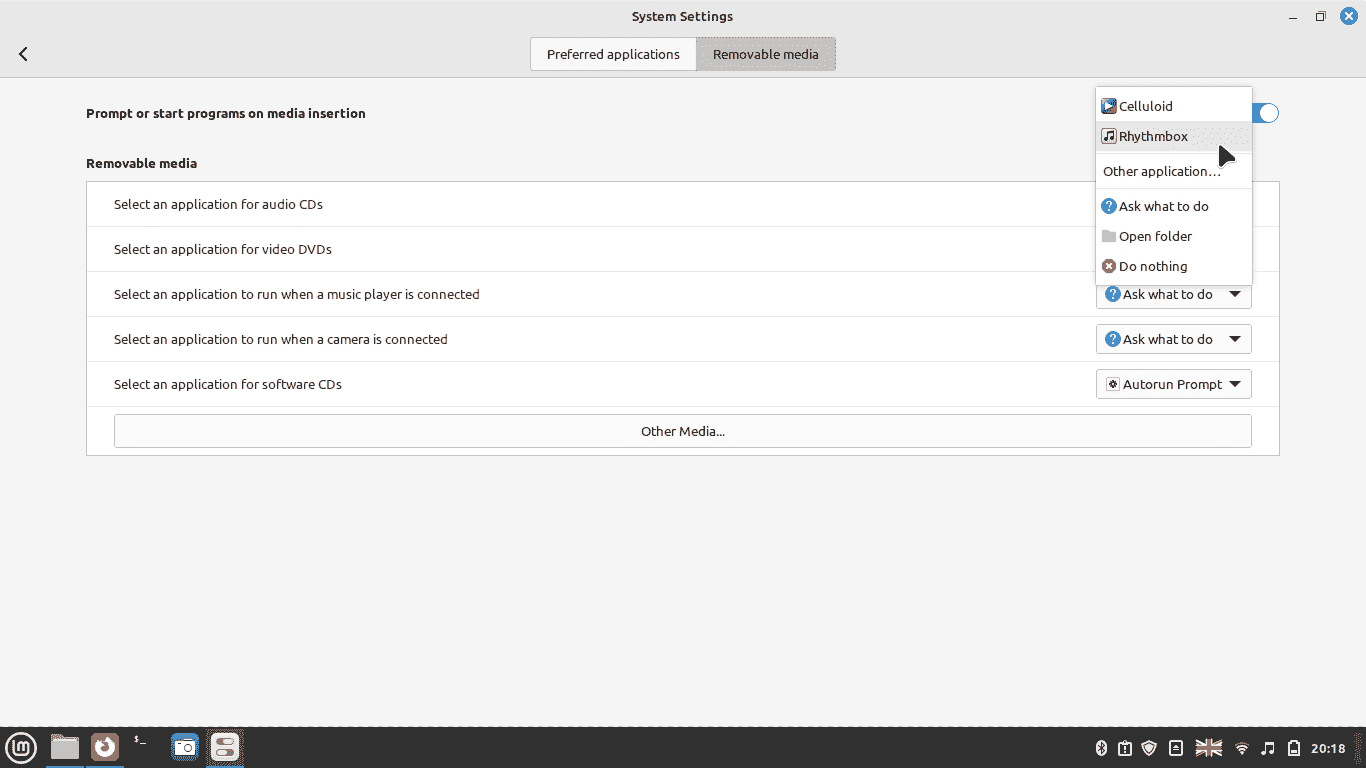 System Settings
Preferred applications
Removable media
Prompt or start programs on media insertion
Celluloid
Rhythmbox
Other application…
Ask what to do
Open folder
Do nothing
Removable media
Select an application for audio CDs
Select an application for video DVDs
Select an application to run when a music player is connected
Ask what to do
Select an application to run when a camera is connected
Ask what to do
Select an application for software CDs
Autorun Prompt
Other Media...
$_
20:18